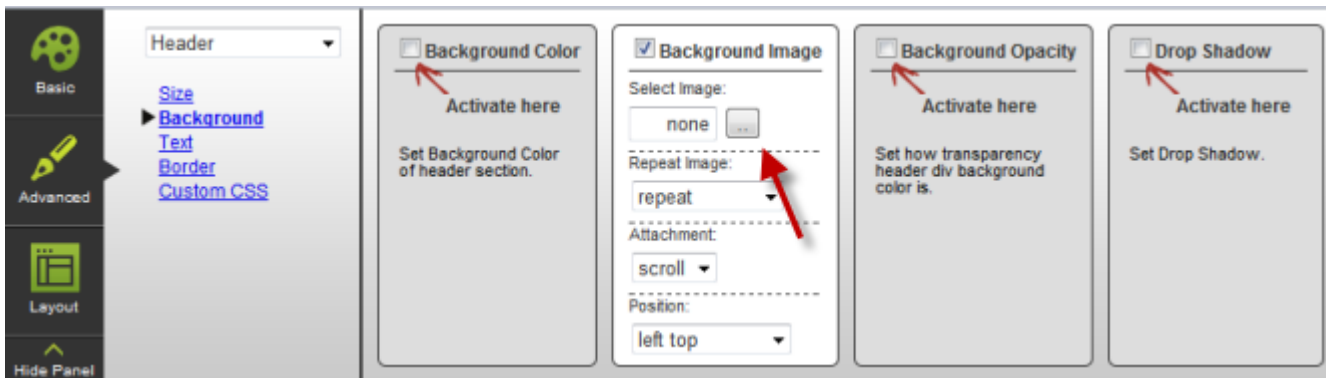 Basic
Advanced
Layout
Hide Panel
Header
Size
Background
Text
Border
Custom CSS
Background Color
Activate here
Set Background Color
of header section.
Background Image
Select Image:
none
..
Repeat Image:
repeat
Attachment:
scroll
Position:
left top
Background Opacity
Activate here
Set how transparency
header div background
color is.
Drop Shadow
Activate here
Set Drop Shadow.